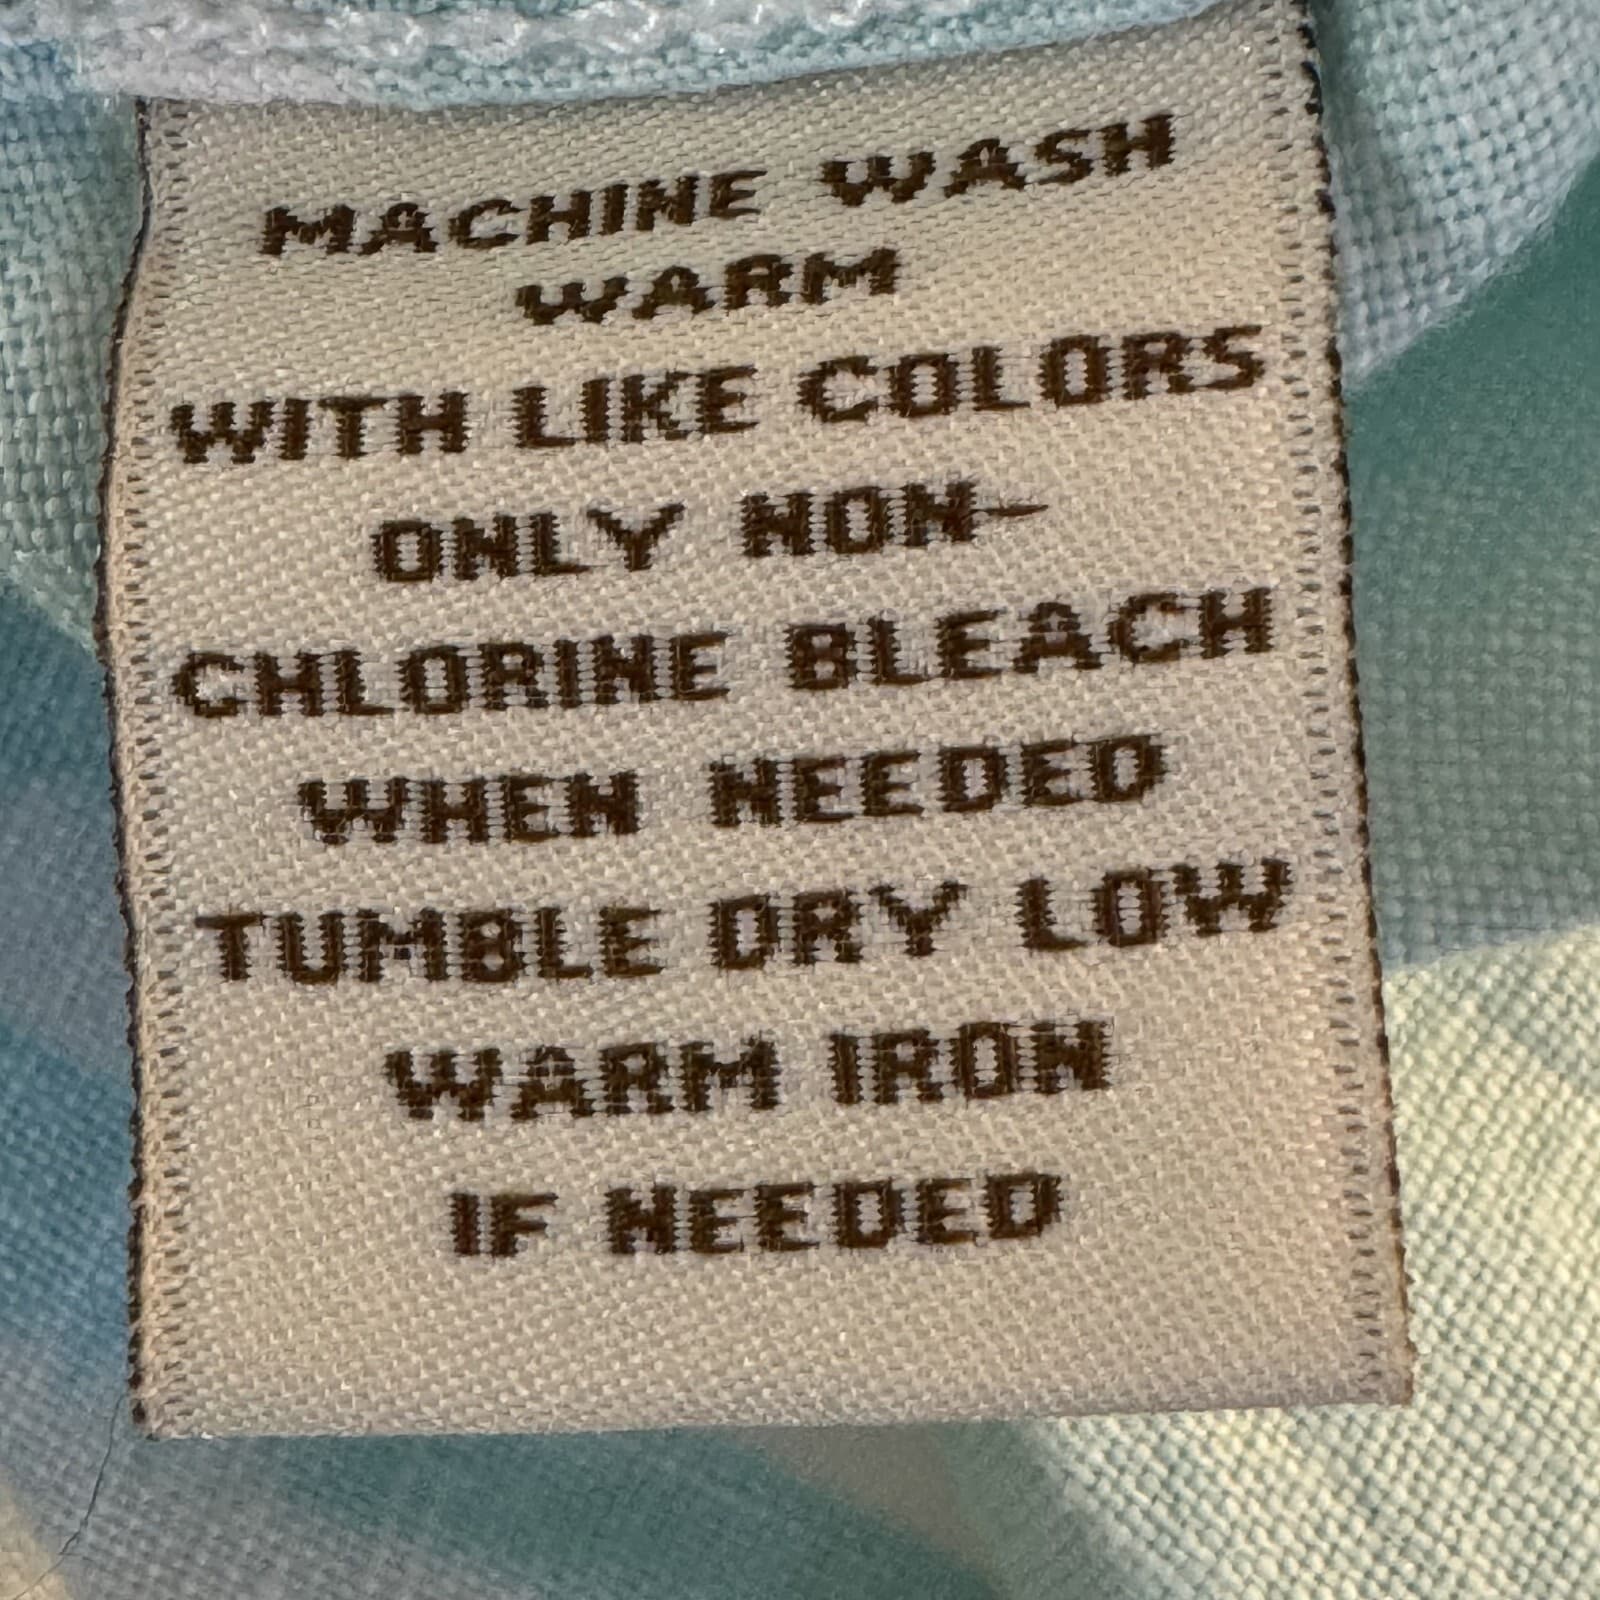 MACHINE WASH
WARM
WITH LIKE COLORS
ONLY NON-
CHLORINE BLEACH
WHEN NEEDED
TUMBLE DRY LOW
WARM IRON
IF NEEDED